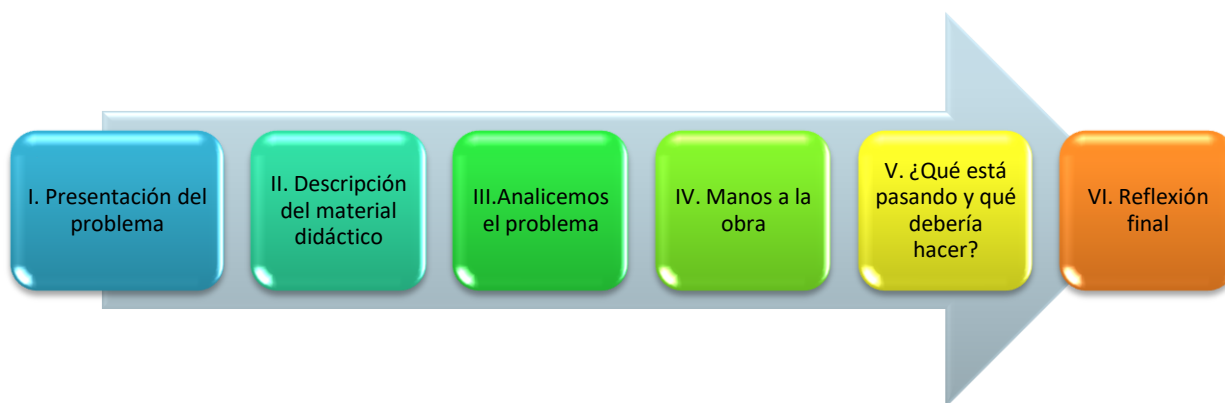 I. Presentación del
problema
II. Descripción
del material
didáctico
III.Analicemos
el problema
IV. Manos a la
obra
V. ¿Qué está
pasando y qué
debería
hacer?
VI. Reflexión
final